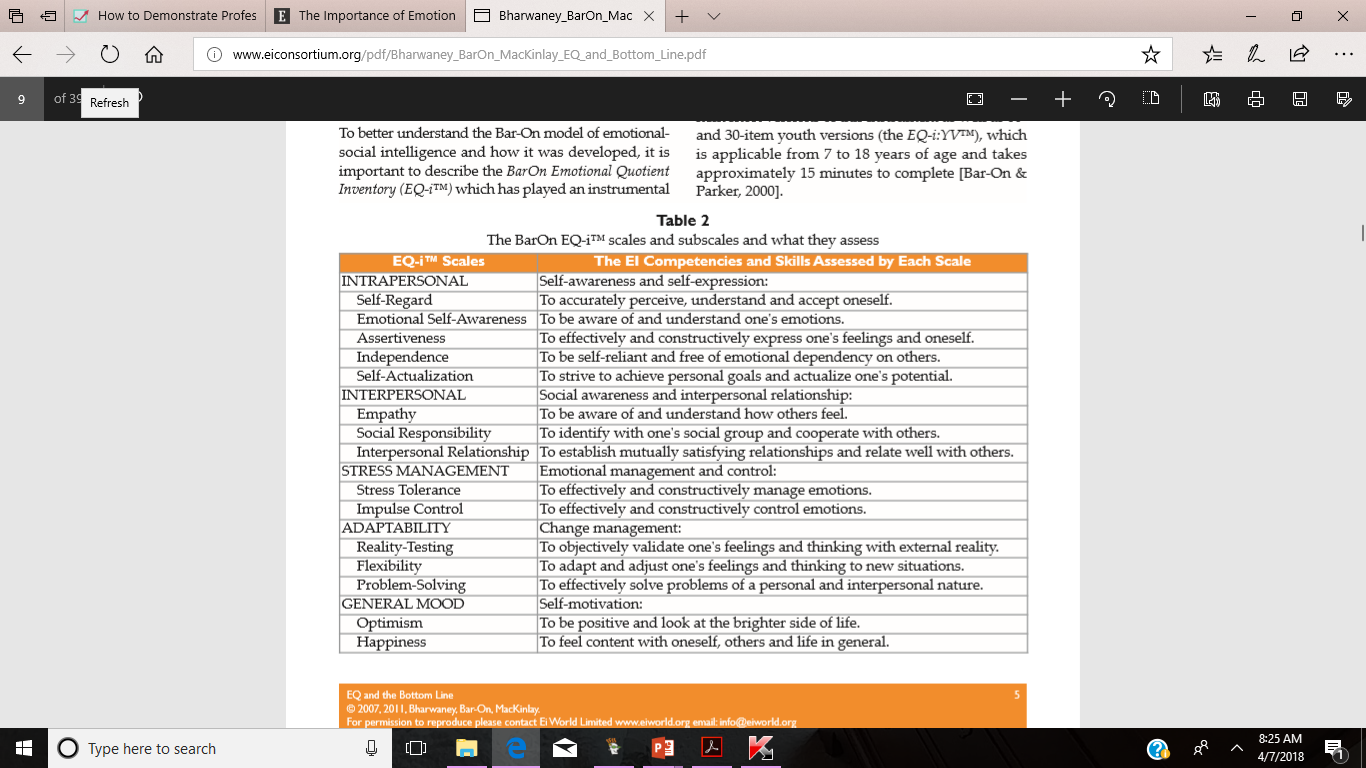 How to Demonstrate Profes
The Importance of Emotion
Bharwaney_BarOn_Mac
www.eiconsortium.org/pdf/Bharwaney_BarOn_MacKinlay_EQ_and_Bottom_Line.pdf
9
of 39
Refresh
To better understand the Bar-On model of emotional-
social intelligence and how it was developed, it is
important to describe the BarOn Emotional Quotient
Inventory (EQ-i™) which has played an instrumental
and 30-item youth versions (the EQ-i:YV™), which
is applicable from 7 to 18 years of age and takes
approximately 15 minutes to complete [Bar-On &
Parker, 2000].
Table 2
The BarOn EQ-i™ scales and subscales and what they assess
EQ-i™ Scales The EI Competencies and Skills Assessed by Each Scale
INTRAPERSONAL Self-awareness and self-expression:
Self-Regard To accurately perceive, understand and accept oneself.
Emotional Self-Awareness To be aware of and understand one's emotions.
Assertiveness To effectively and constructively express one's feelings and oneself.
Independence To be self-reliant and free of emotional dependency on others.
Self-Actualization To strive to achieve personal goals and actualize one's potential.
INTERPERSONAL Social awareness and interpersonal relationship:
Empathy To be aware of and understand how others feel.
Social Responsibility To identify with one's social group and cooperate with others.
Interpersonal Relationship To establish mutually satisfying relationships and relate well with others.
STRESS MANAGEMENT Emotional management and control:
Stress Tolerance To effectively and constructively manage emotions.
Impulse Control To effectively and constructively control emotions.
ADAPTABILITY Change management:
Reality-Testing To objectively validate one's feelings and thinking with external reality.
Flexibility To adapt and adjust one's feelings and thinking to new situations.
Problem-Solving To effectively solve problems of a personal and interpersonal nature.
GENERAL MOOD Self-motivation:
Optimism To be positive and look at the brighter side of life.
Happiness To feel content with oneself, others and life in general.
EQ and the Bottom Line 5
© 2007, 2011, Bharwaney, Bar-On, MacKinlay.
For permission to reproduce please contact Ei World Limited www.eiworld.org email: info@eiworld.org
Type here to search
8:25 AM
4/7/2018
1